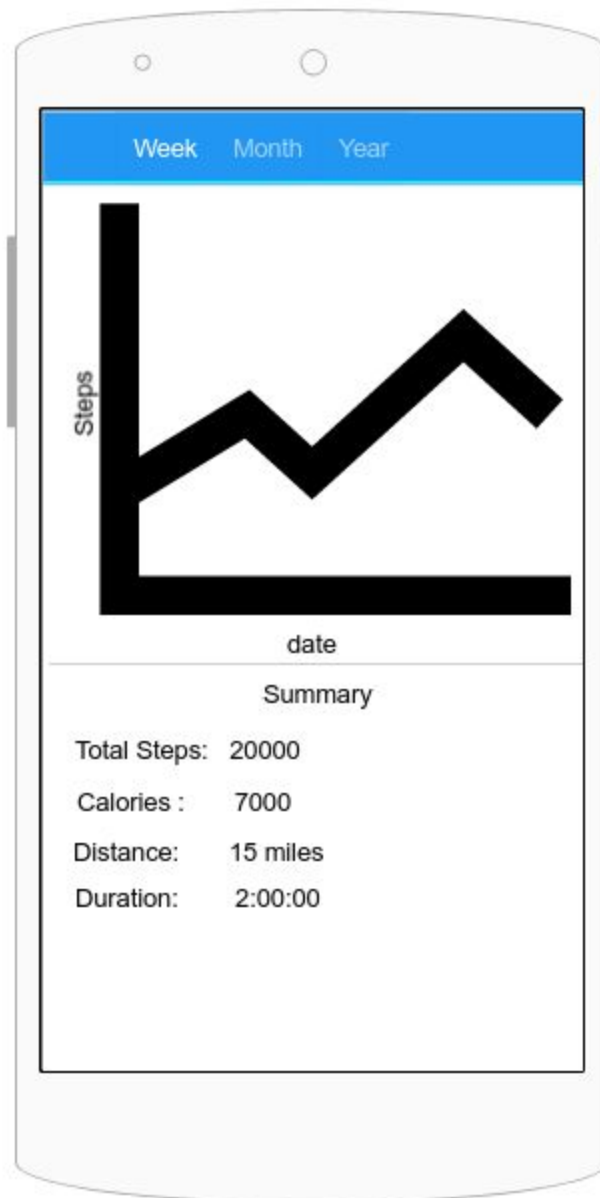 Week Month Year
Steps
date
Summary
Total Steps: 20000
Calories : 7000
Distance: 15 miles
Duration: 2:00:00